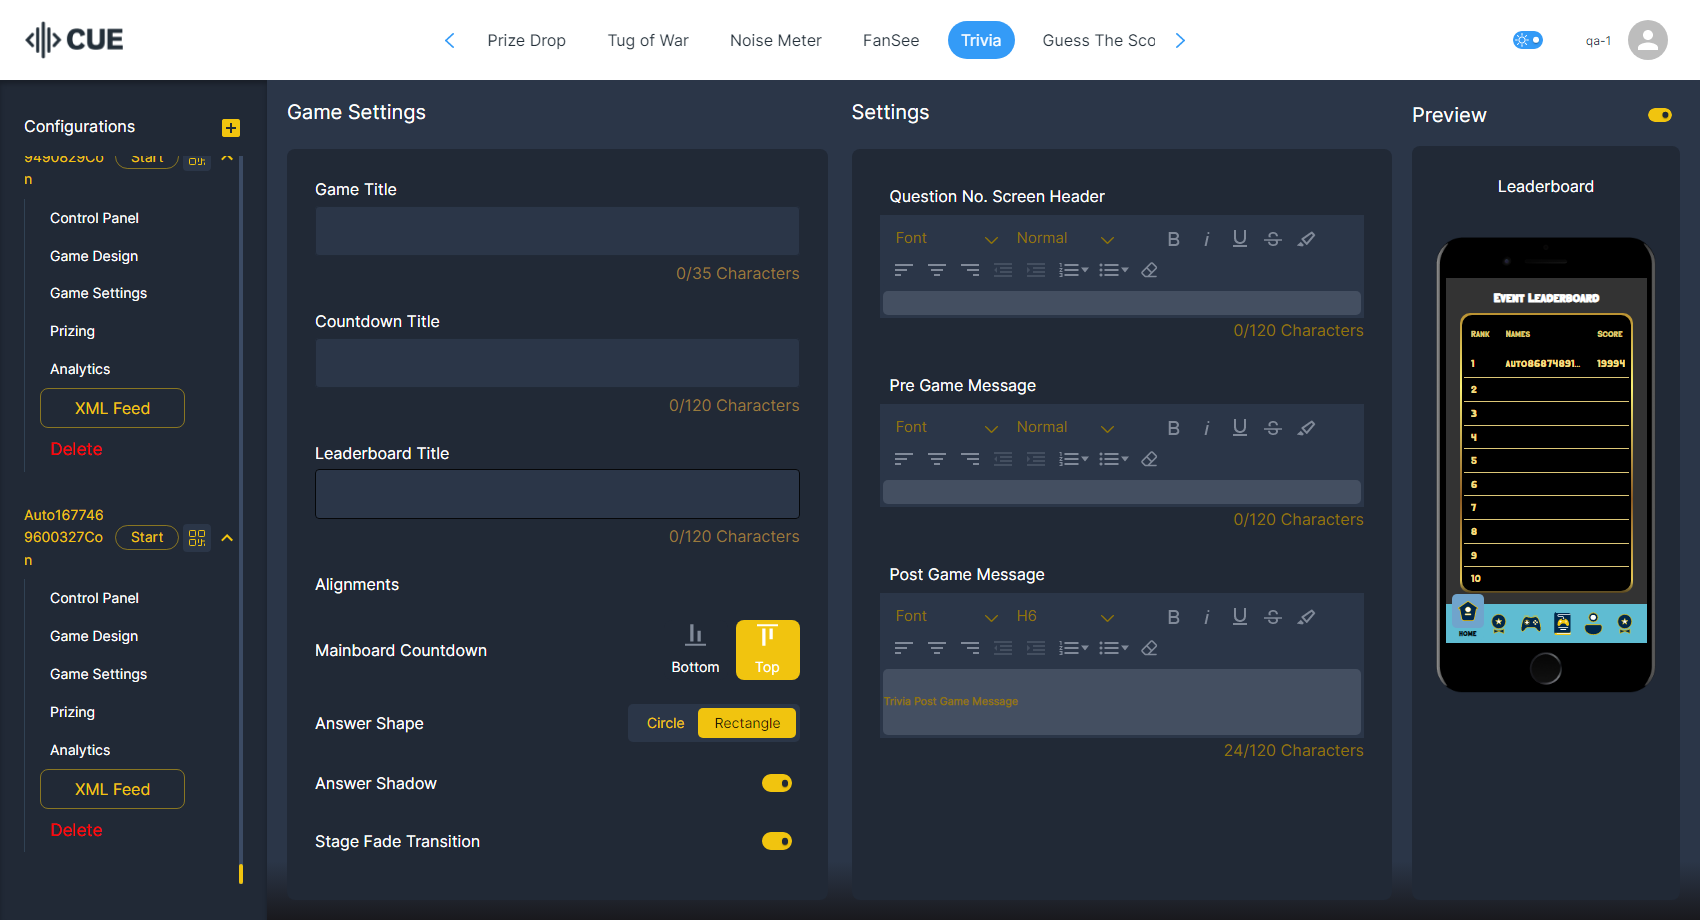 CUE
Prize Drop
Tug of War
Noise Meter
FanSee
Trivia
Guess The Sco
qa-1
Configurations
9490829Co
n
Start
Control Panel
Game Design
Game Settings
Prizing
Analytics
XML Feed
Delete
Auto167746
9600327Co
n
Start
Control Panel
Game Design
Game Settings
Prizing
Analytics
XML Feed
Delete
Game Settings
Game Title
0/35 Characters
Countdown Title
0/120 Characters
Leaderboard Title
0/120 Characters
Alignments
Mainboard Countdown
Bottom
Top
Answer Shape
Circle
Rectangle
Answer Shadow
Stage Fade Transition
Settings
Question No. Screen Header
Font
Normal
0/120 Characters
Pre Game Message
Font
Normal
0/120 Characters
Post Game Message
Font
H6
Trivia Post Game Message
24/120 Characters
Preview
Leaderboard
Event Leaderboard
Rank Names Score
1 auto86874891... 19994
2
3
4
5
6
7
8
9
10
HOME